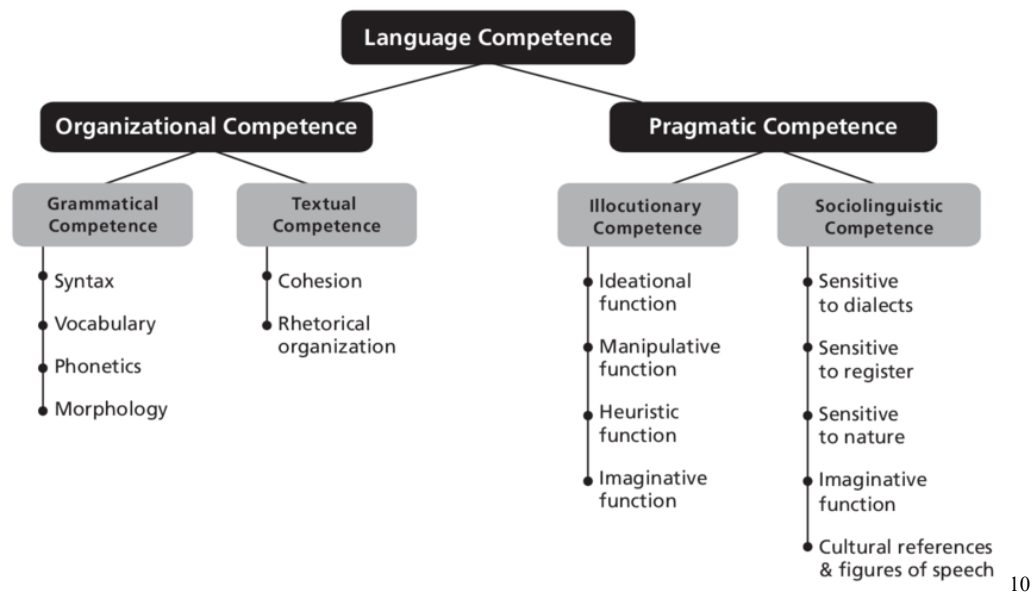 Language Competence
Organizational Competence
Pragmatic Competence
Grammatical
Competence
Textual
Competence
Illocutionary
Competence
Sociolinguistic
Competence
Syntax
Vocabulary
Phonetics
Morphology
Cohesion
Rhetorical
organization
Ideational
function
Manipulative
function
Heuristic
function
Imaginative
function
Sensitive
to dialects
Sensitive
to register
Sensitive
to nature
Imaginative
function
Cultural references
& figures of speech
10